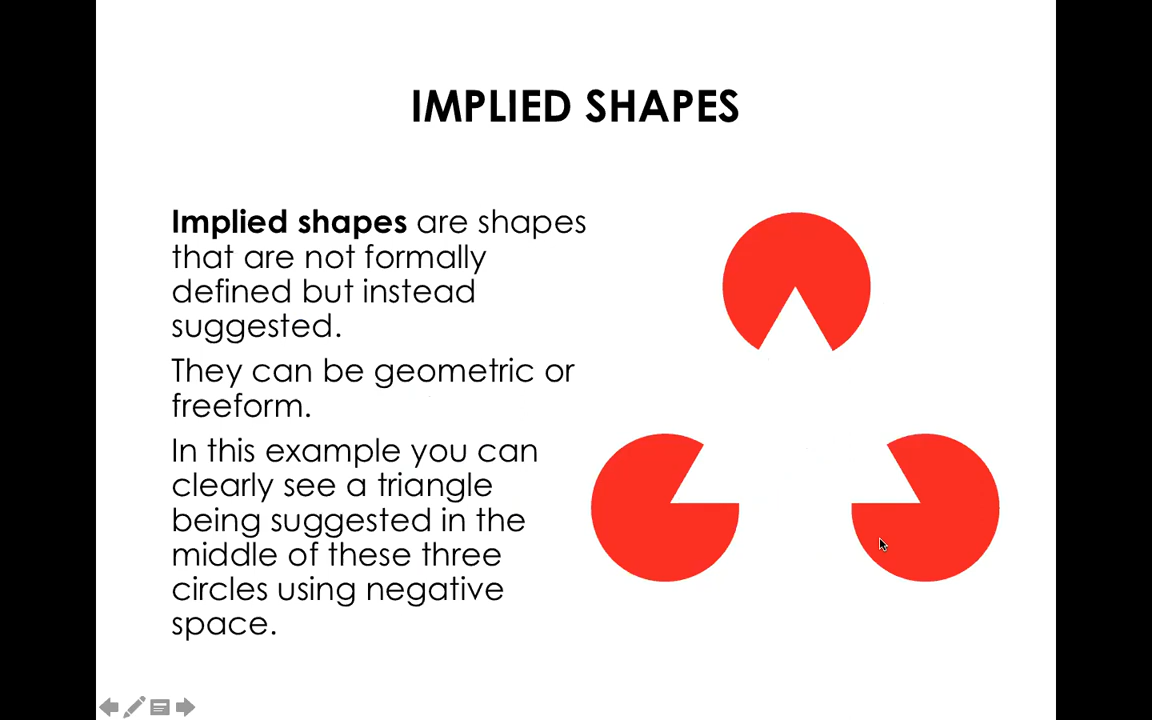 IMPLIED SHAPES
Implied shapes are shapes
that are not formally
defined but instead
suggested.
They can be geometric or
freeform.
In this example you can
clearly see a triangle
being suggested in the
middle of these three
circles using negative
space.